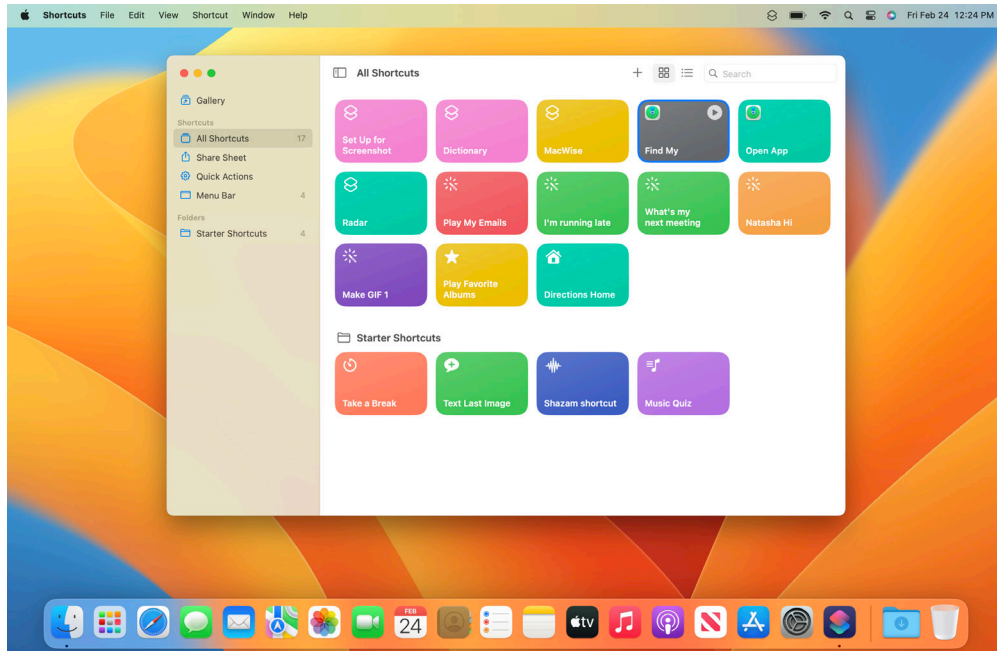 Shortcuts File Edit View Shortcut Window Help Fri Feb 24 12:24 PM
All Shortcuts
Search
Gallery
Shortcuts
All Shortcuts 17
Share Sheet
Quick Actions
Menu Bar 4
Folders
Starter Shortcuts 4
Set Up for
Screenshot
Dictionary
MacWise
Find My
Open App
Radar
Play My Emails
I'm running late
What's my
next meeting
Natasha Hi
Make GIF 1
Play Favorite
Albums
Directions Home
Starter Shortcuts
Take a Break
Text Last Image
Shazam shortcut
Music Quiz
FEB
24
tv